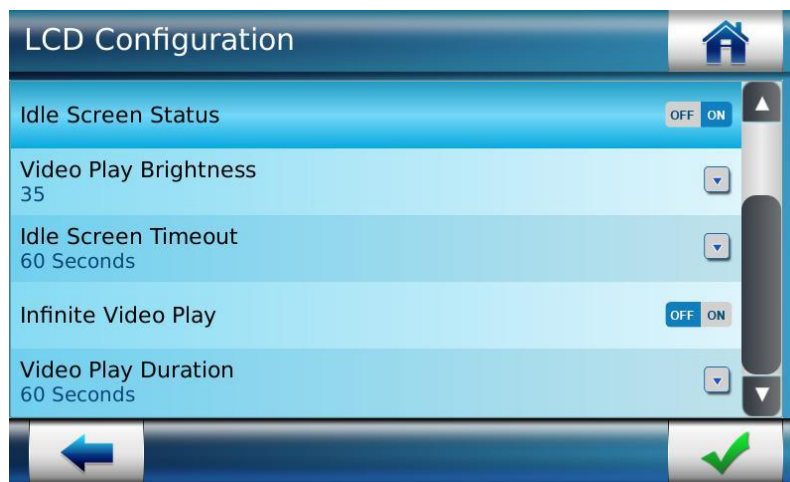 LCD Configuration
Idle Screen Status
OFF ON
Video Play Brightness
35
Idle Screen Timeout
60 Seconds
Infinite Video Play
OFF ON
Video Play Duration
60 Seconds